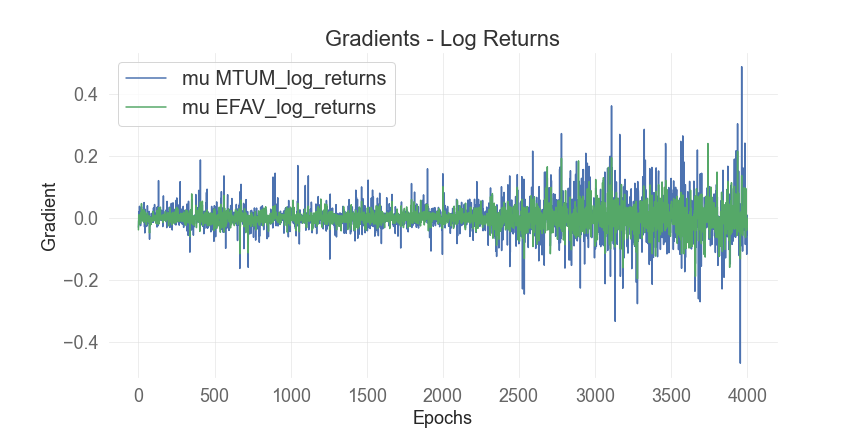 Gradients - Log Returns
mu MTUM_log_returns
mu EFAV_log_returns
0.4
0.2
0.0
−0.2
−0.4
Gradient
0 500 1000 1500 2000 2500 3000 3500 4000
Epochs